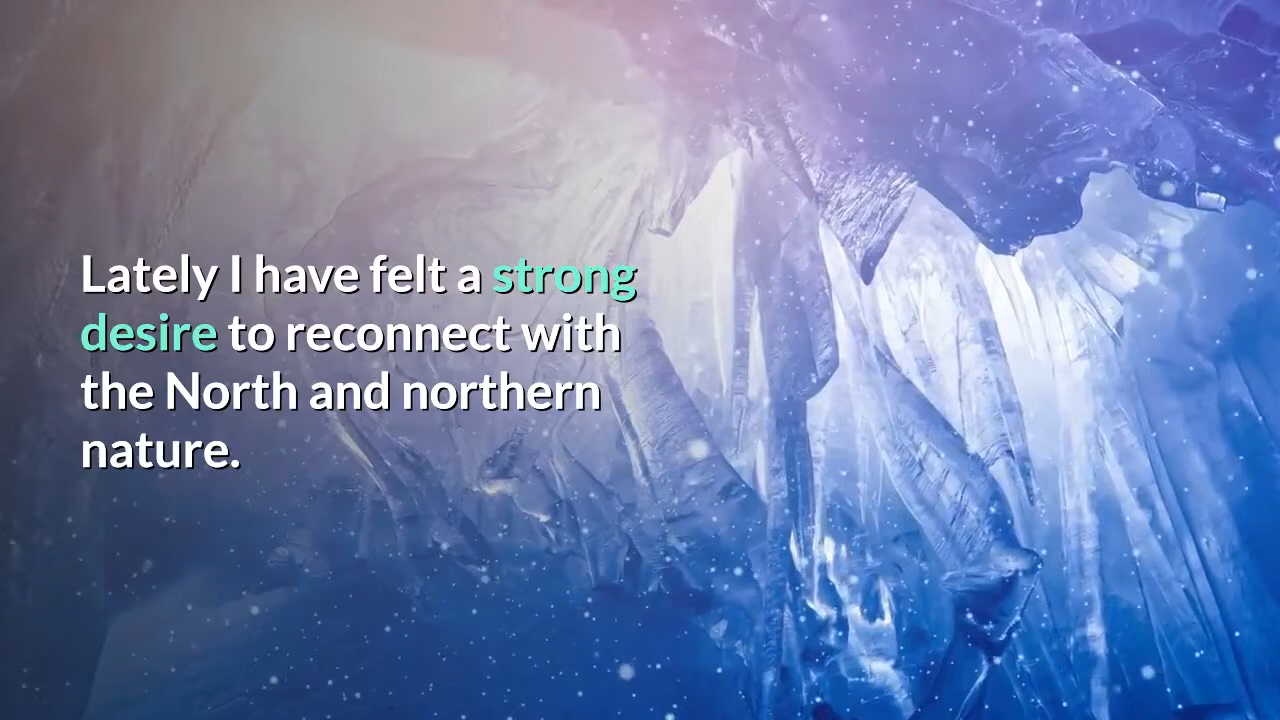 Lately I have felt a strong
desire to reconnect with
the North and northern
nature.